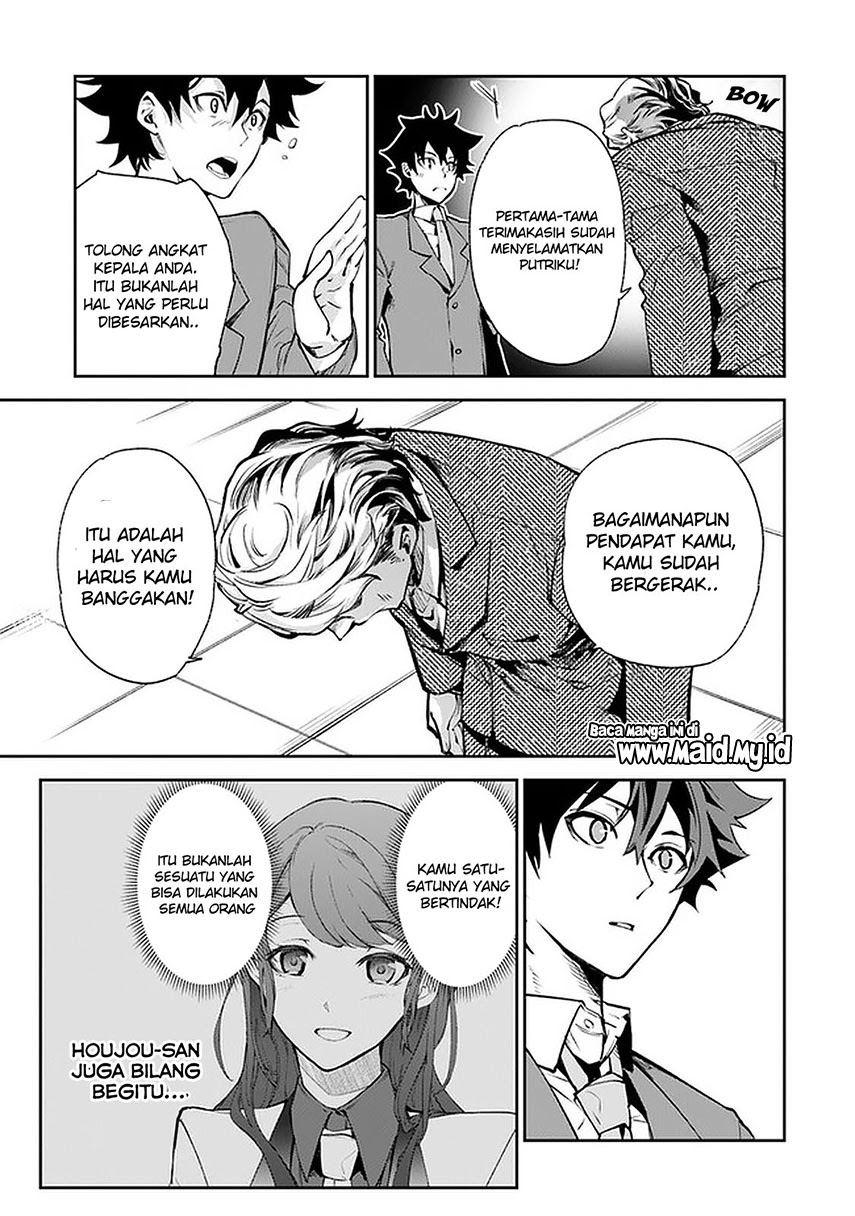 BOW
PERTAMA-TAMA
TERIMAKASIH SUDAH
MENYELAMATKAN
PUTRIKU!
TOLONG ANGKAT
KEPALA ANDA.
ITU BUKANLAH
HAL YANG PERLU
DIBESARKAN..
BAGAIMANAPUN
PENDAPAT KAMU,
KAMU SUDAH
BERGERAK..
ITU ADALAH
HAL YANG
HARUS KAMU
BANGGAKAN!
Baca Manga ini di
www.Maid.My.id
KAMU SATU-
SATUNYA YANG
BERTINDAK!
ITU BUKANLAH
SESUATU YANG
BISA DILAKUKAN
SEMUA ORANG
HOUJOU-SAN
JUGA BILANG
BEGITU...